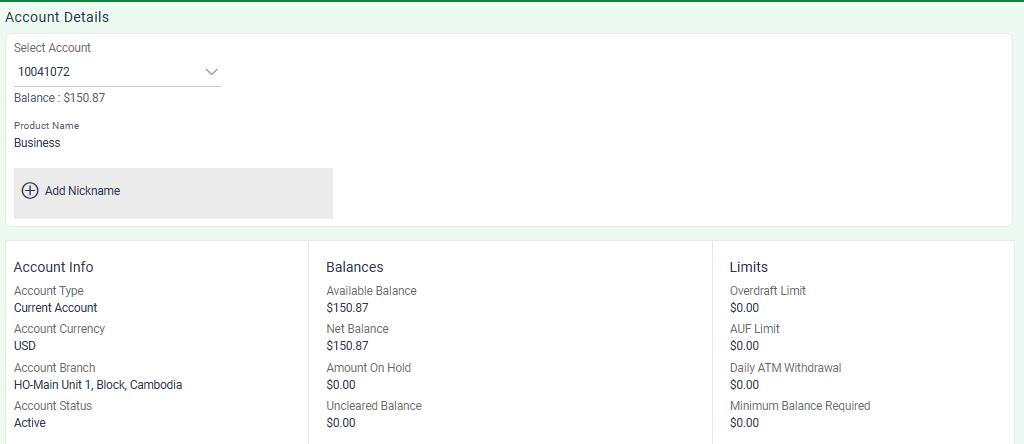 Account Details
Select Account
10041072
Balance : $150.87
Product Name
Business
Add Nickname
Account Info
Account Type
Current Account
Account Currency
USD
Account Branch
HO-Main Unit 1, Block, Cambodia
Account Status
Active
Balances
Available Balance
$150.87
Net Balance
$150.87
Amount On Hold
$0.00
Uncleared Balance
$0.00
Limits
Overdraft Limit
$0.00
AUF Limit
$0.00
Daily ATM Withdrawal
$0.00
Minimum Balance Required
$0.00